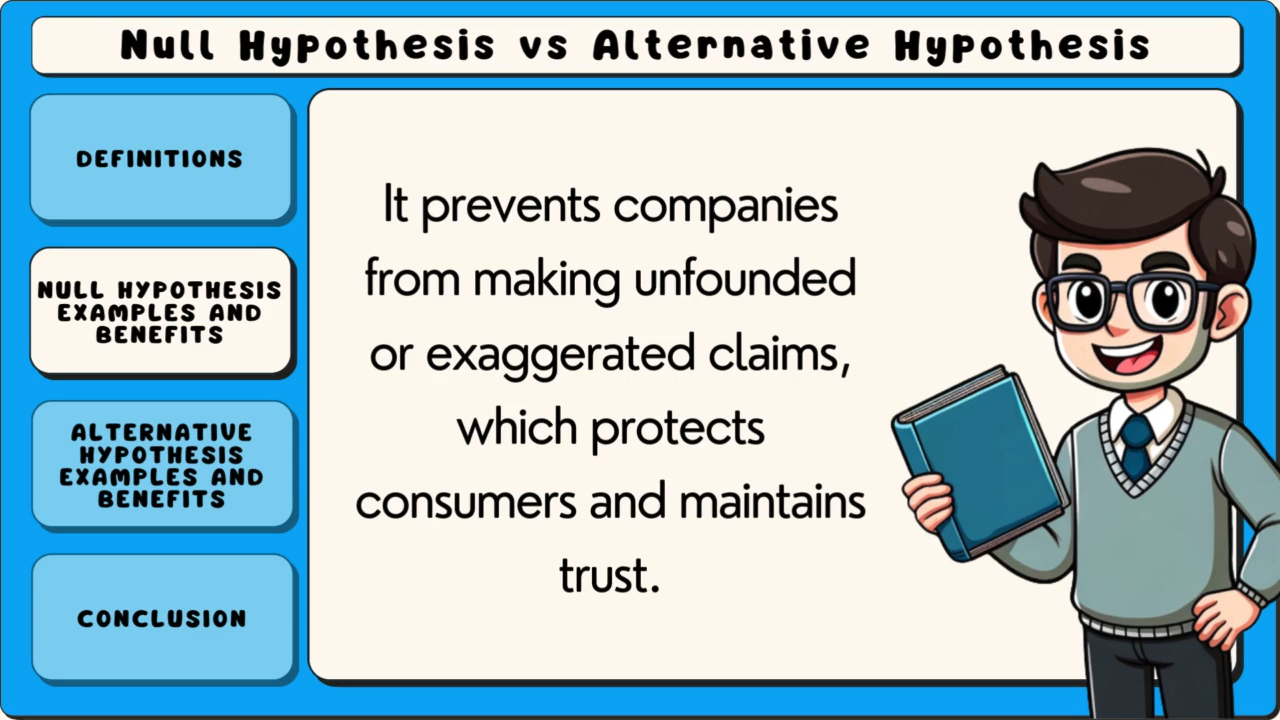 Null Hypothesis vs Alternative Hypothesis
DEFINITIONS
NULL HYPOTHESIS
EXAMPLES AND
BENEFITS
ALTERNATIVE
HYPOTHESIS
EXAMPLES AND
BENEFITS
CONCLUSION
It prevents companies
from making unfounded
or exaggerated claims,
which protects
consumers and maintains
trust.